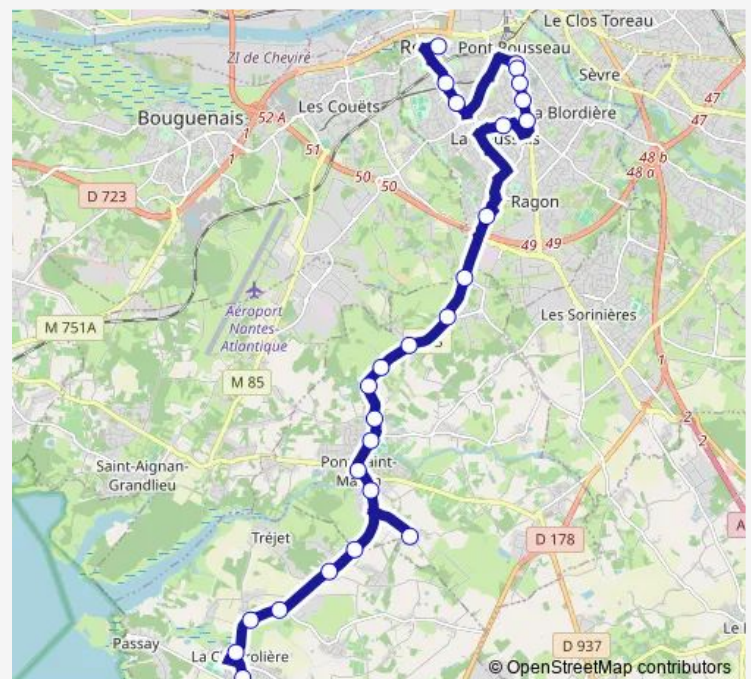 Le Clos Toreau
Pont Rousseau
ZI de Cheviré
Sèvre
Les Couëts
47
Bouguenais
52 A
La Blordière
47
1
51
48 b
48 a
50
50
D 723
1
Ragon
49
49
Aéroport
Nantes-
Atlantique
M 751A
Les Sorinières
1
M 85
2
2
Saint-Aignan-
Grandlieu
A
D 178
Tréjet
Passay
D 937
© OpenStreetMap contributors